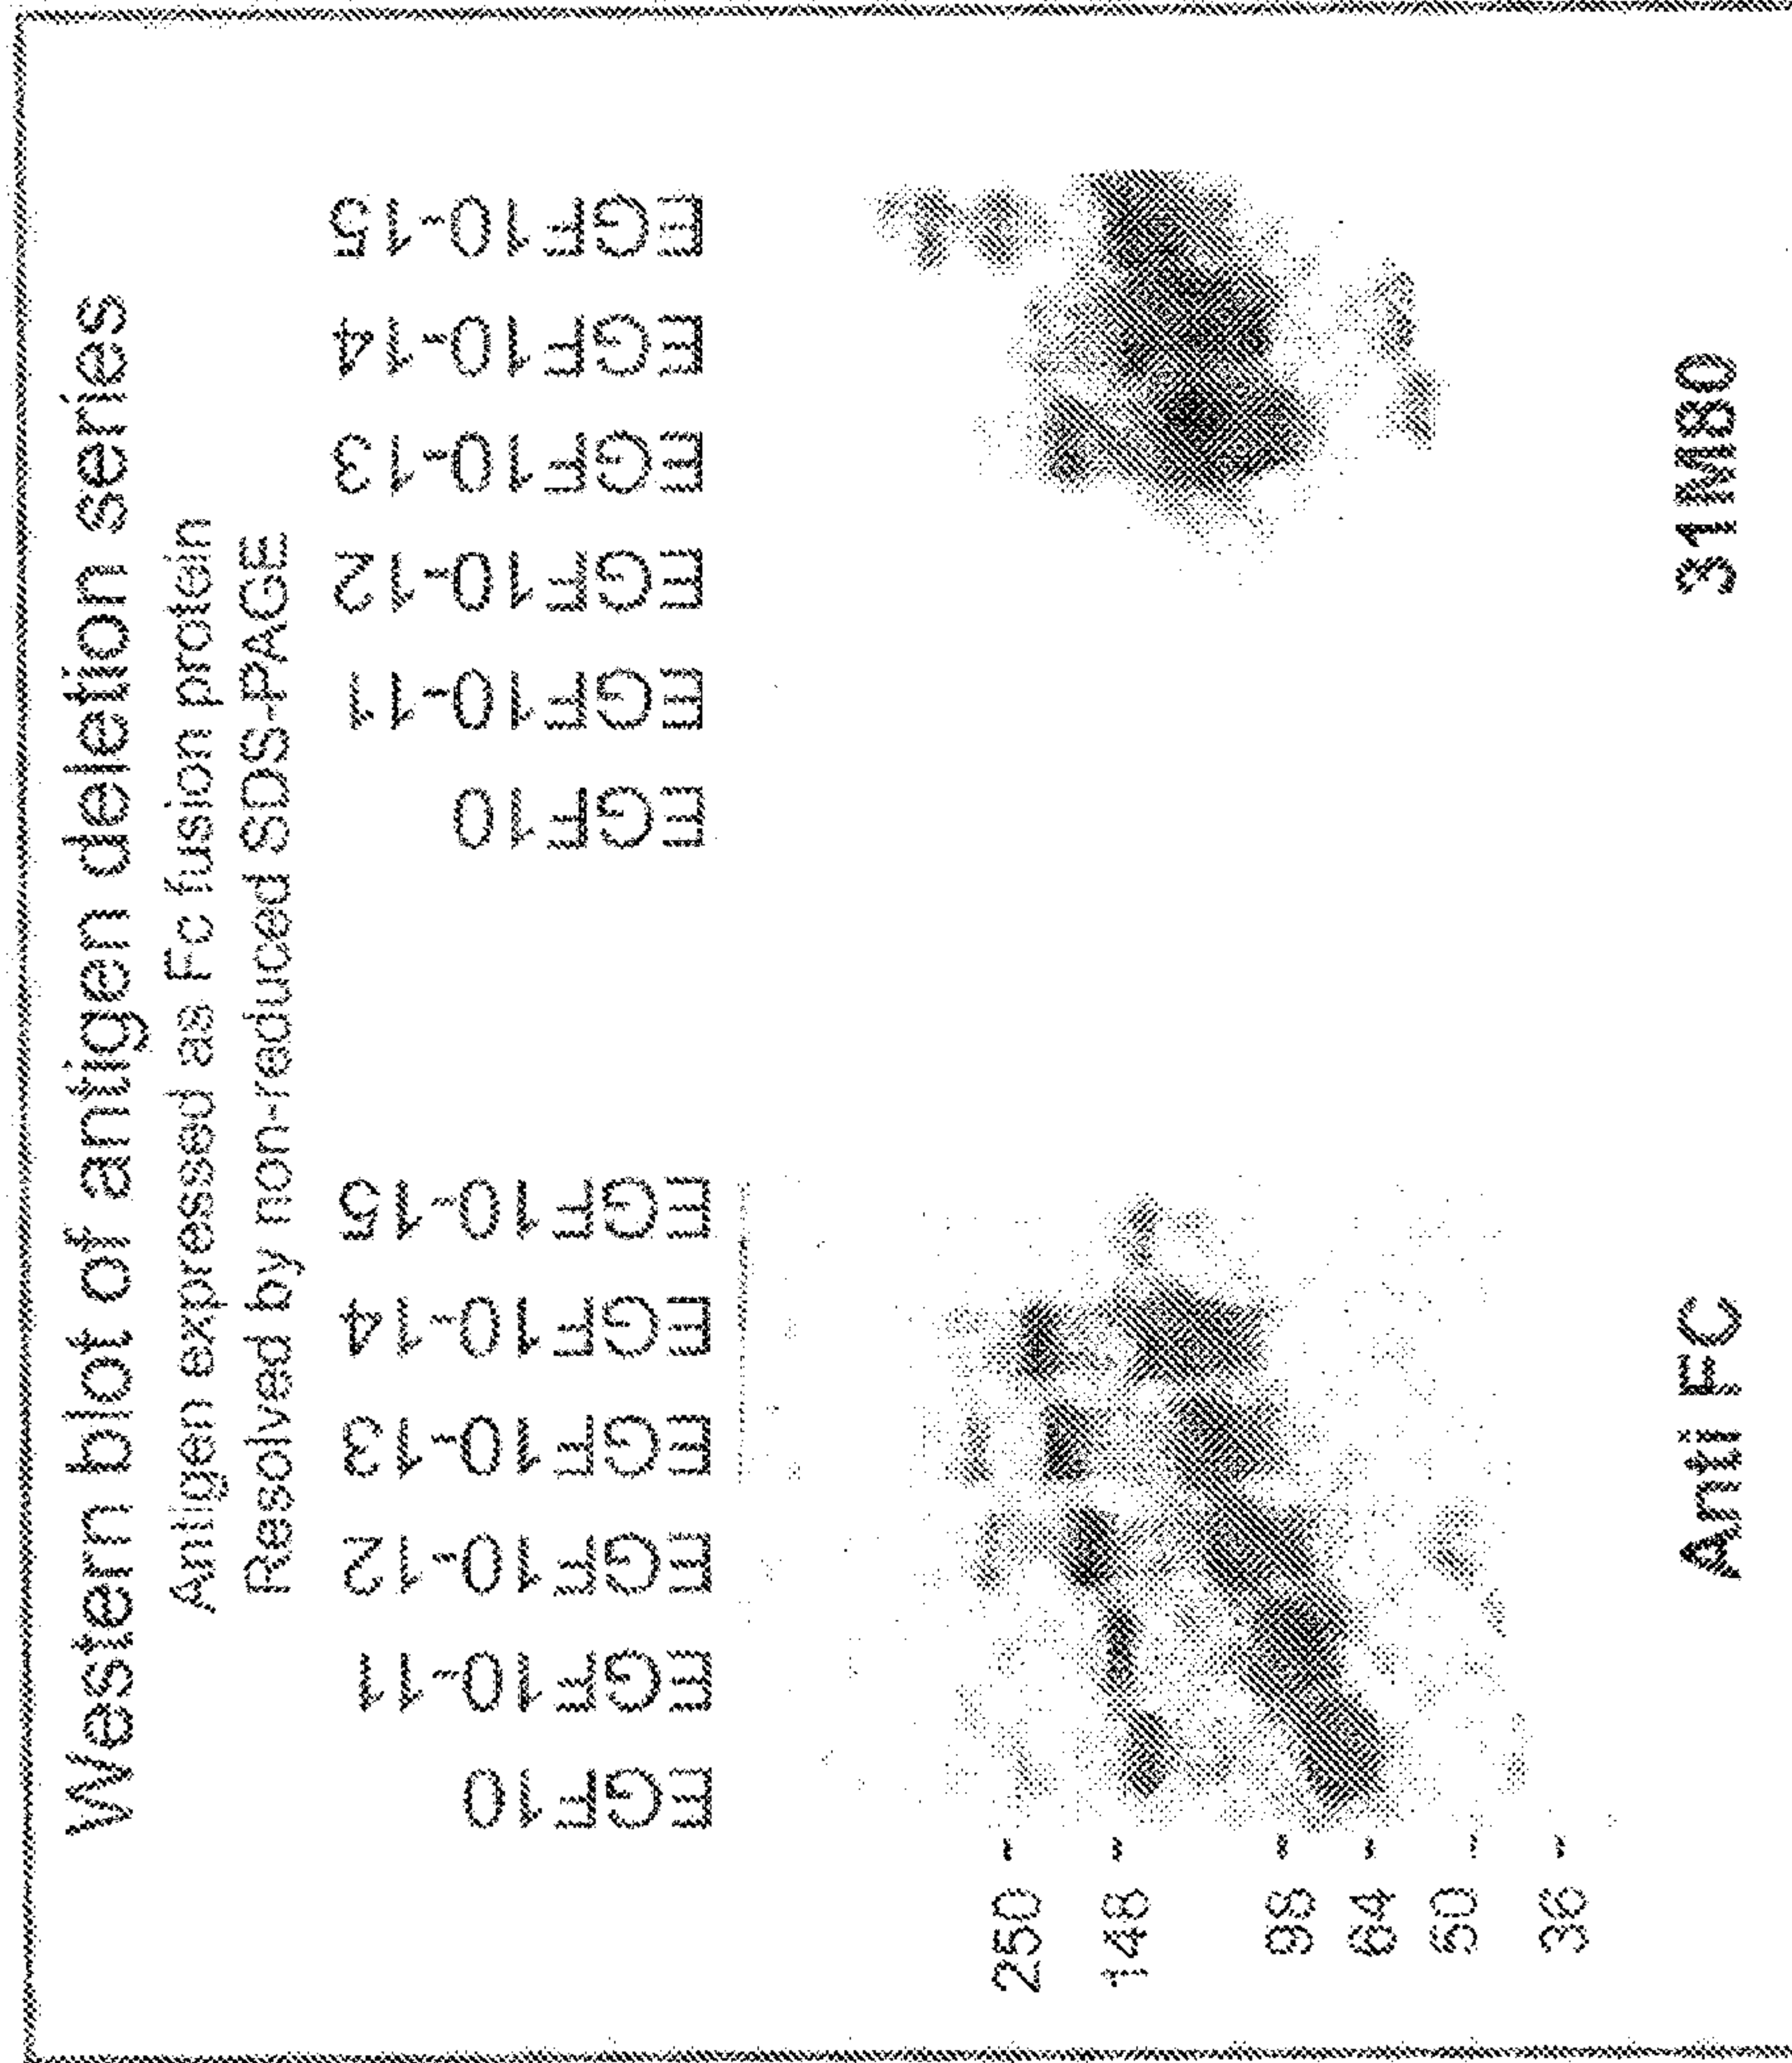 Western blot of antigen deletion series
Antigen expressed as Fc fusion protein
Resolved by non-reduced SDS-PAGE
EGF10
EGF10-11
EGF10-12
EGF10-13
EGF10-14
EGF10-15
EGF10
EGF10-11
EGF10-12
EGF10-13
EGF10-14
EGF10-15
250 -
148 -
98 -
64 -
50 -
36 -
Anti FC
31M80